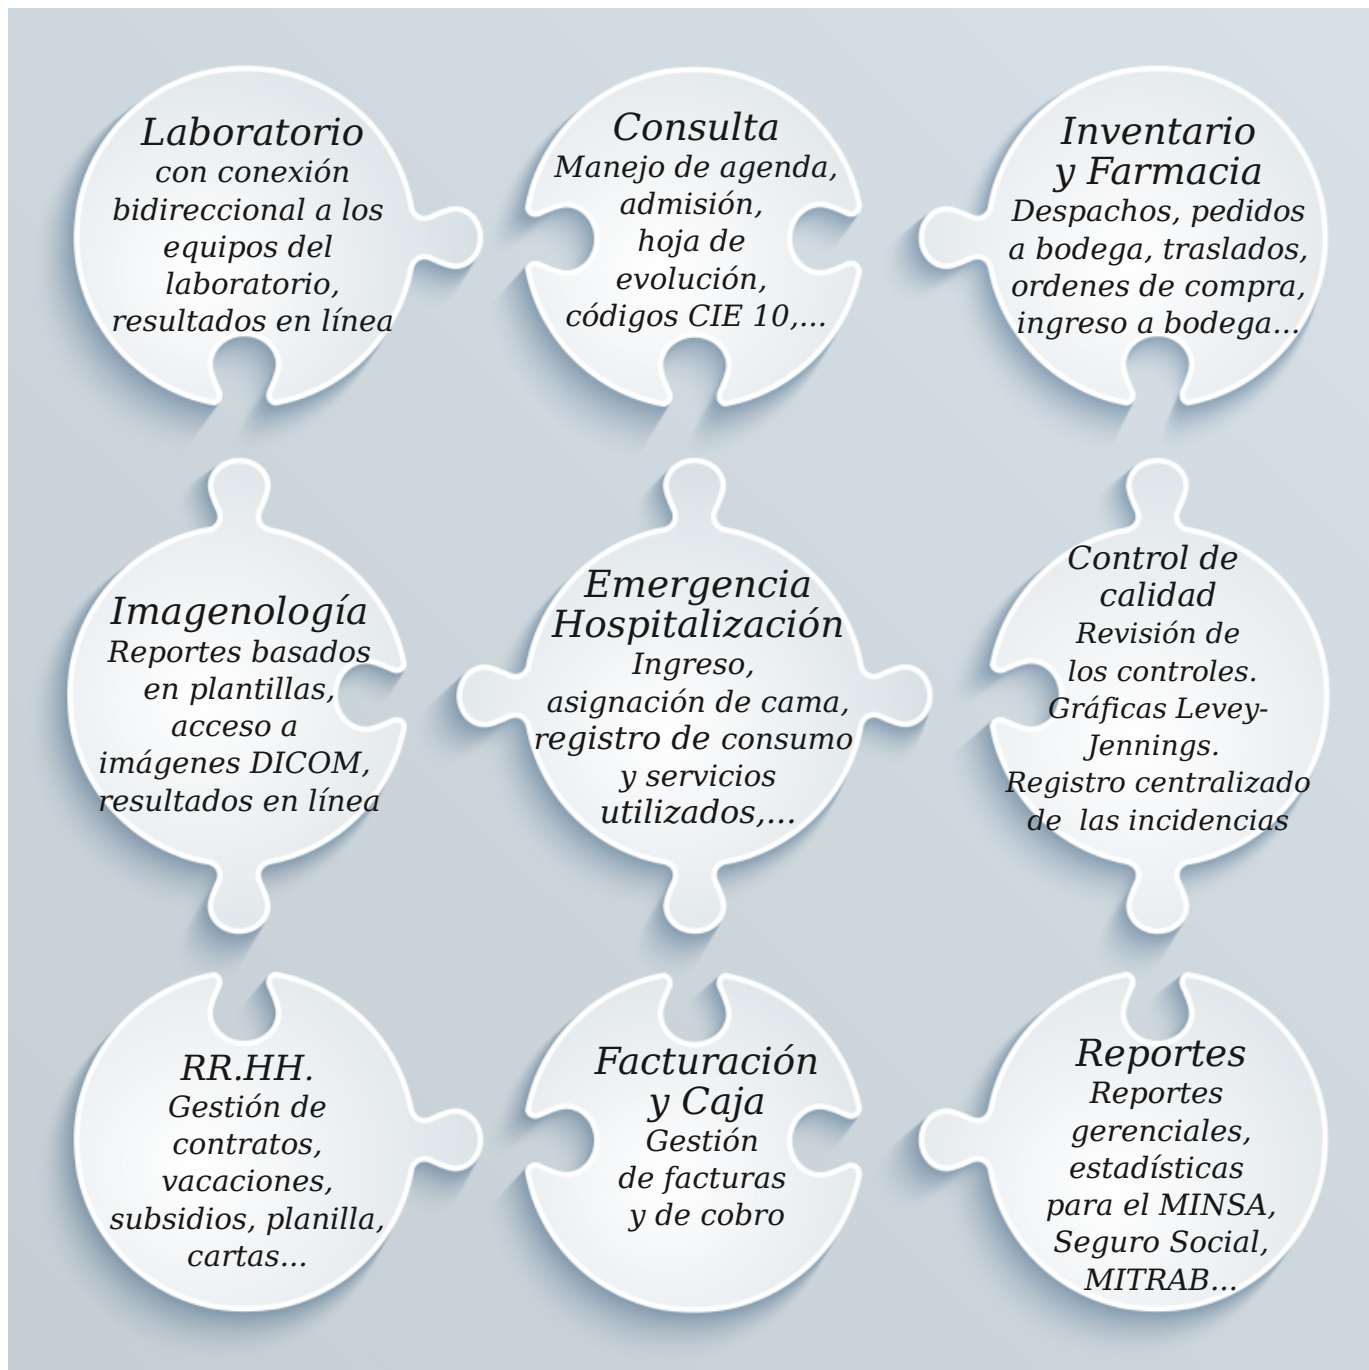 Laboratorio
con conexión
bidireccional a los
equipos del
laboratorio,
resultados en línea
Consulta
Manejo de agenda,
admisión,
hoja de
evolución,
códigos CIE 10,...
Inventario
y Farmacia
Despachos, pedidos
a bodega, traslados,
ordenes de compra,
ingreso a bodega...
Imagenología
Reportes basados
en plantillas,
acceso a
imágenes DICOM,
resultados en línea
Emergencia
Hospitalización
Ingreso,
asignación de cama,
registro de consumo
y servicios
utilizados,...
Control de
calidad
Revisión de
los controles.
Gráficas Levey-
Jennings.
Registro centralizado
de  las incidencias
RR.HH.
Gestión de
contratos,
vacaciones,
subsidios, planilla,
cartas...
Facturación
y Caja
Gestión
de facturas
y de cobro
Reportes
Reportes
gerenciales,
estadísticas
para el MINSA,
Seguro Social,
MITRAB...